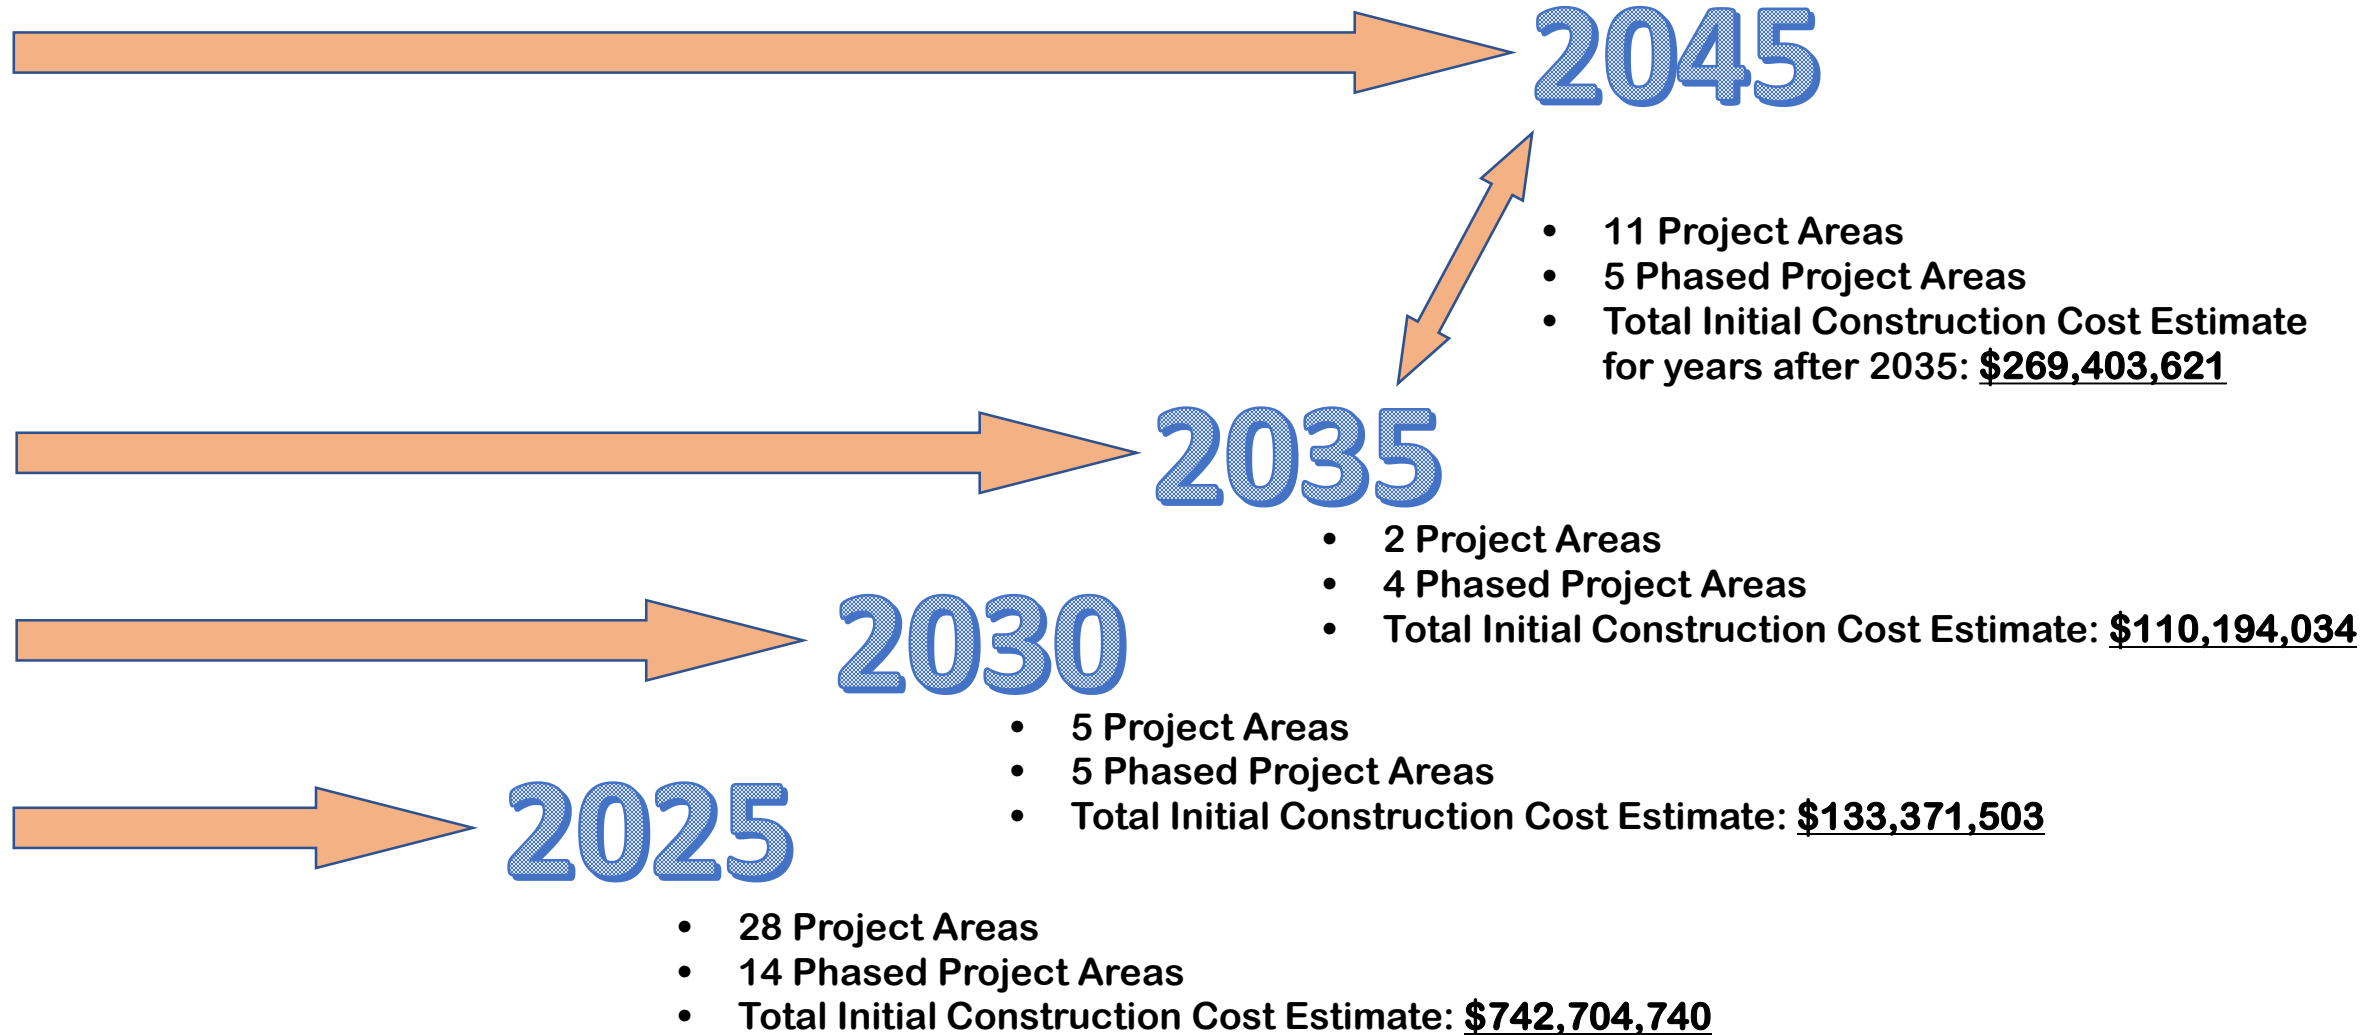 2045
• 11 Project Areas
• 5 Phased Project Areas
• Total Initial Construction Cost Estimate
for years after 2035: $269,403,621
2035
• 2 Project Areas
• 4 Phased Project Areas
• Total Initial Construction Cost Estimate: $110,194,034
2030
• 5 Project Areas
• 5 Phased Project Areas
• Total Initial Construction Cost Estimate: $133,371,503
2025
• 28 Project Areas
• 14 Phased Project Areas
• Total Initial Construction Cost Estimate: $742,704,740